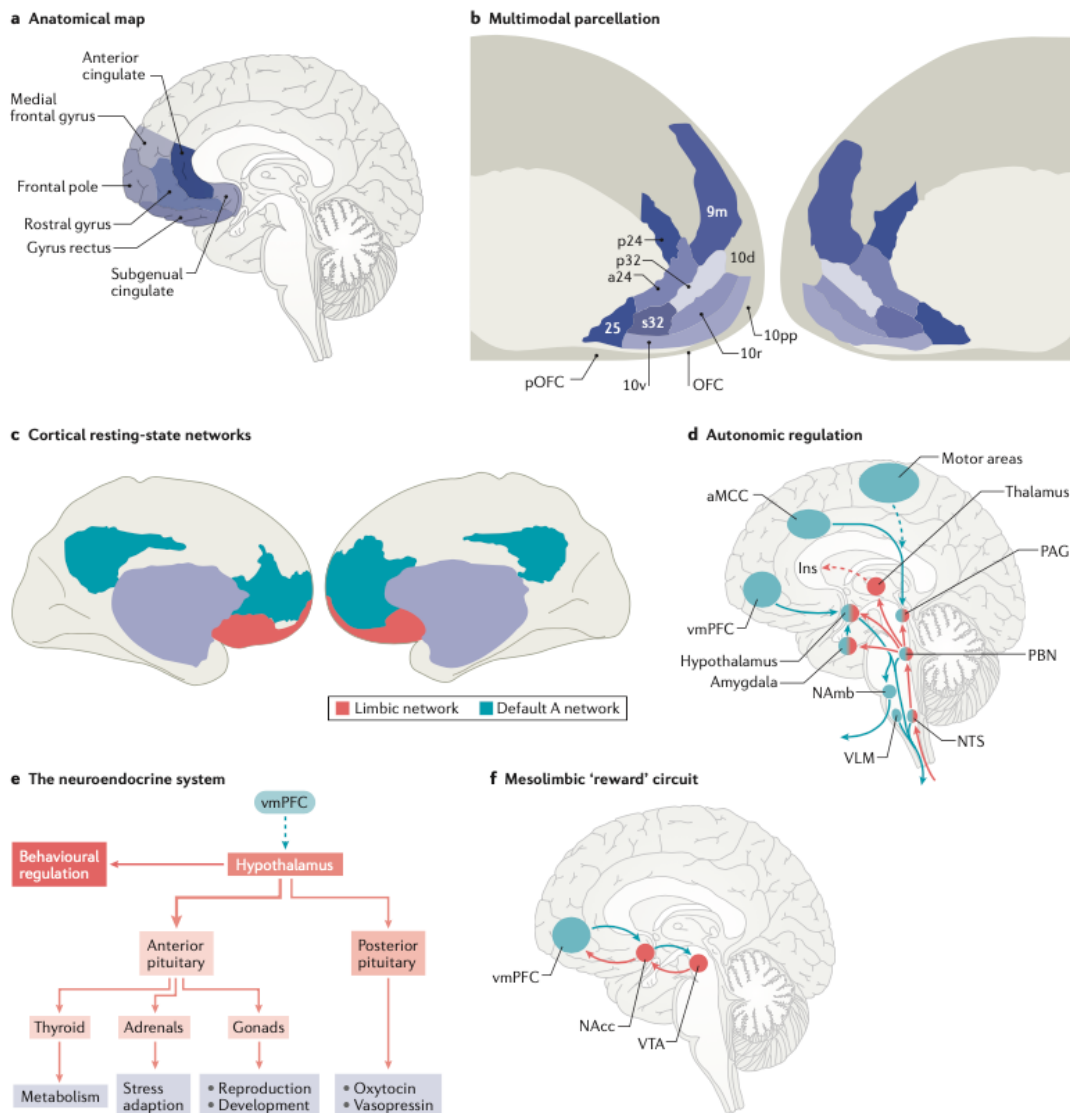 a Anatomical map
Anterior
cingulate
Medial
frontal gyrus
Frontal pole
Rostral gyrus
Gyrus rectus
Subgenual
cingulate
b Multimodal parcellation
9m
p24
p32
a24
10d
25
s32
10pp
10r
pOFC
10v
OFC
c Cortical resting-state networks
Limbic network
Default A network
d Autonomic regulation
Motor areas
aMCC
Thalamus
PAG
Ins
vmPFC
Hypothalamus
PBN
Amygdala
NAmb
NTS
VLM
e The neuroendocrine system
vmPFC
Behavioural
regulation
Hypothalamus
Anterior
pituitary
Posterior
pituitary
Thyroid
Adrenals
Gonads
Metabolism
Stress
adaption
• Reproduction
• Development
• Oxytocin
• Vasopressin
f Mesolimbic ‘reward’ circuit
vmPFC
NAcc
VTA